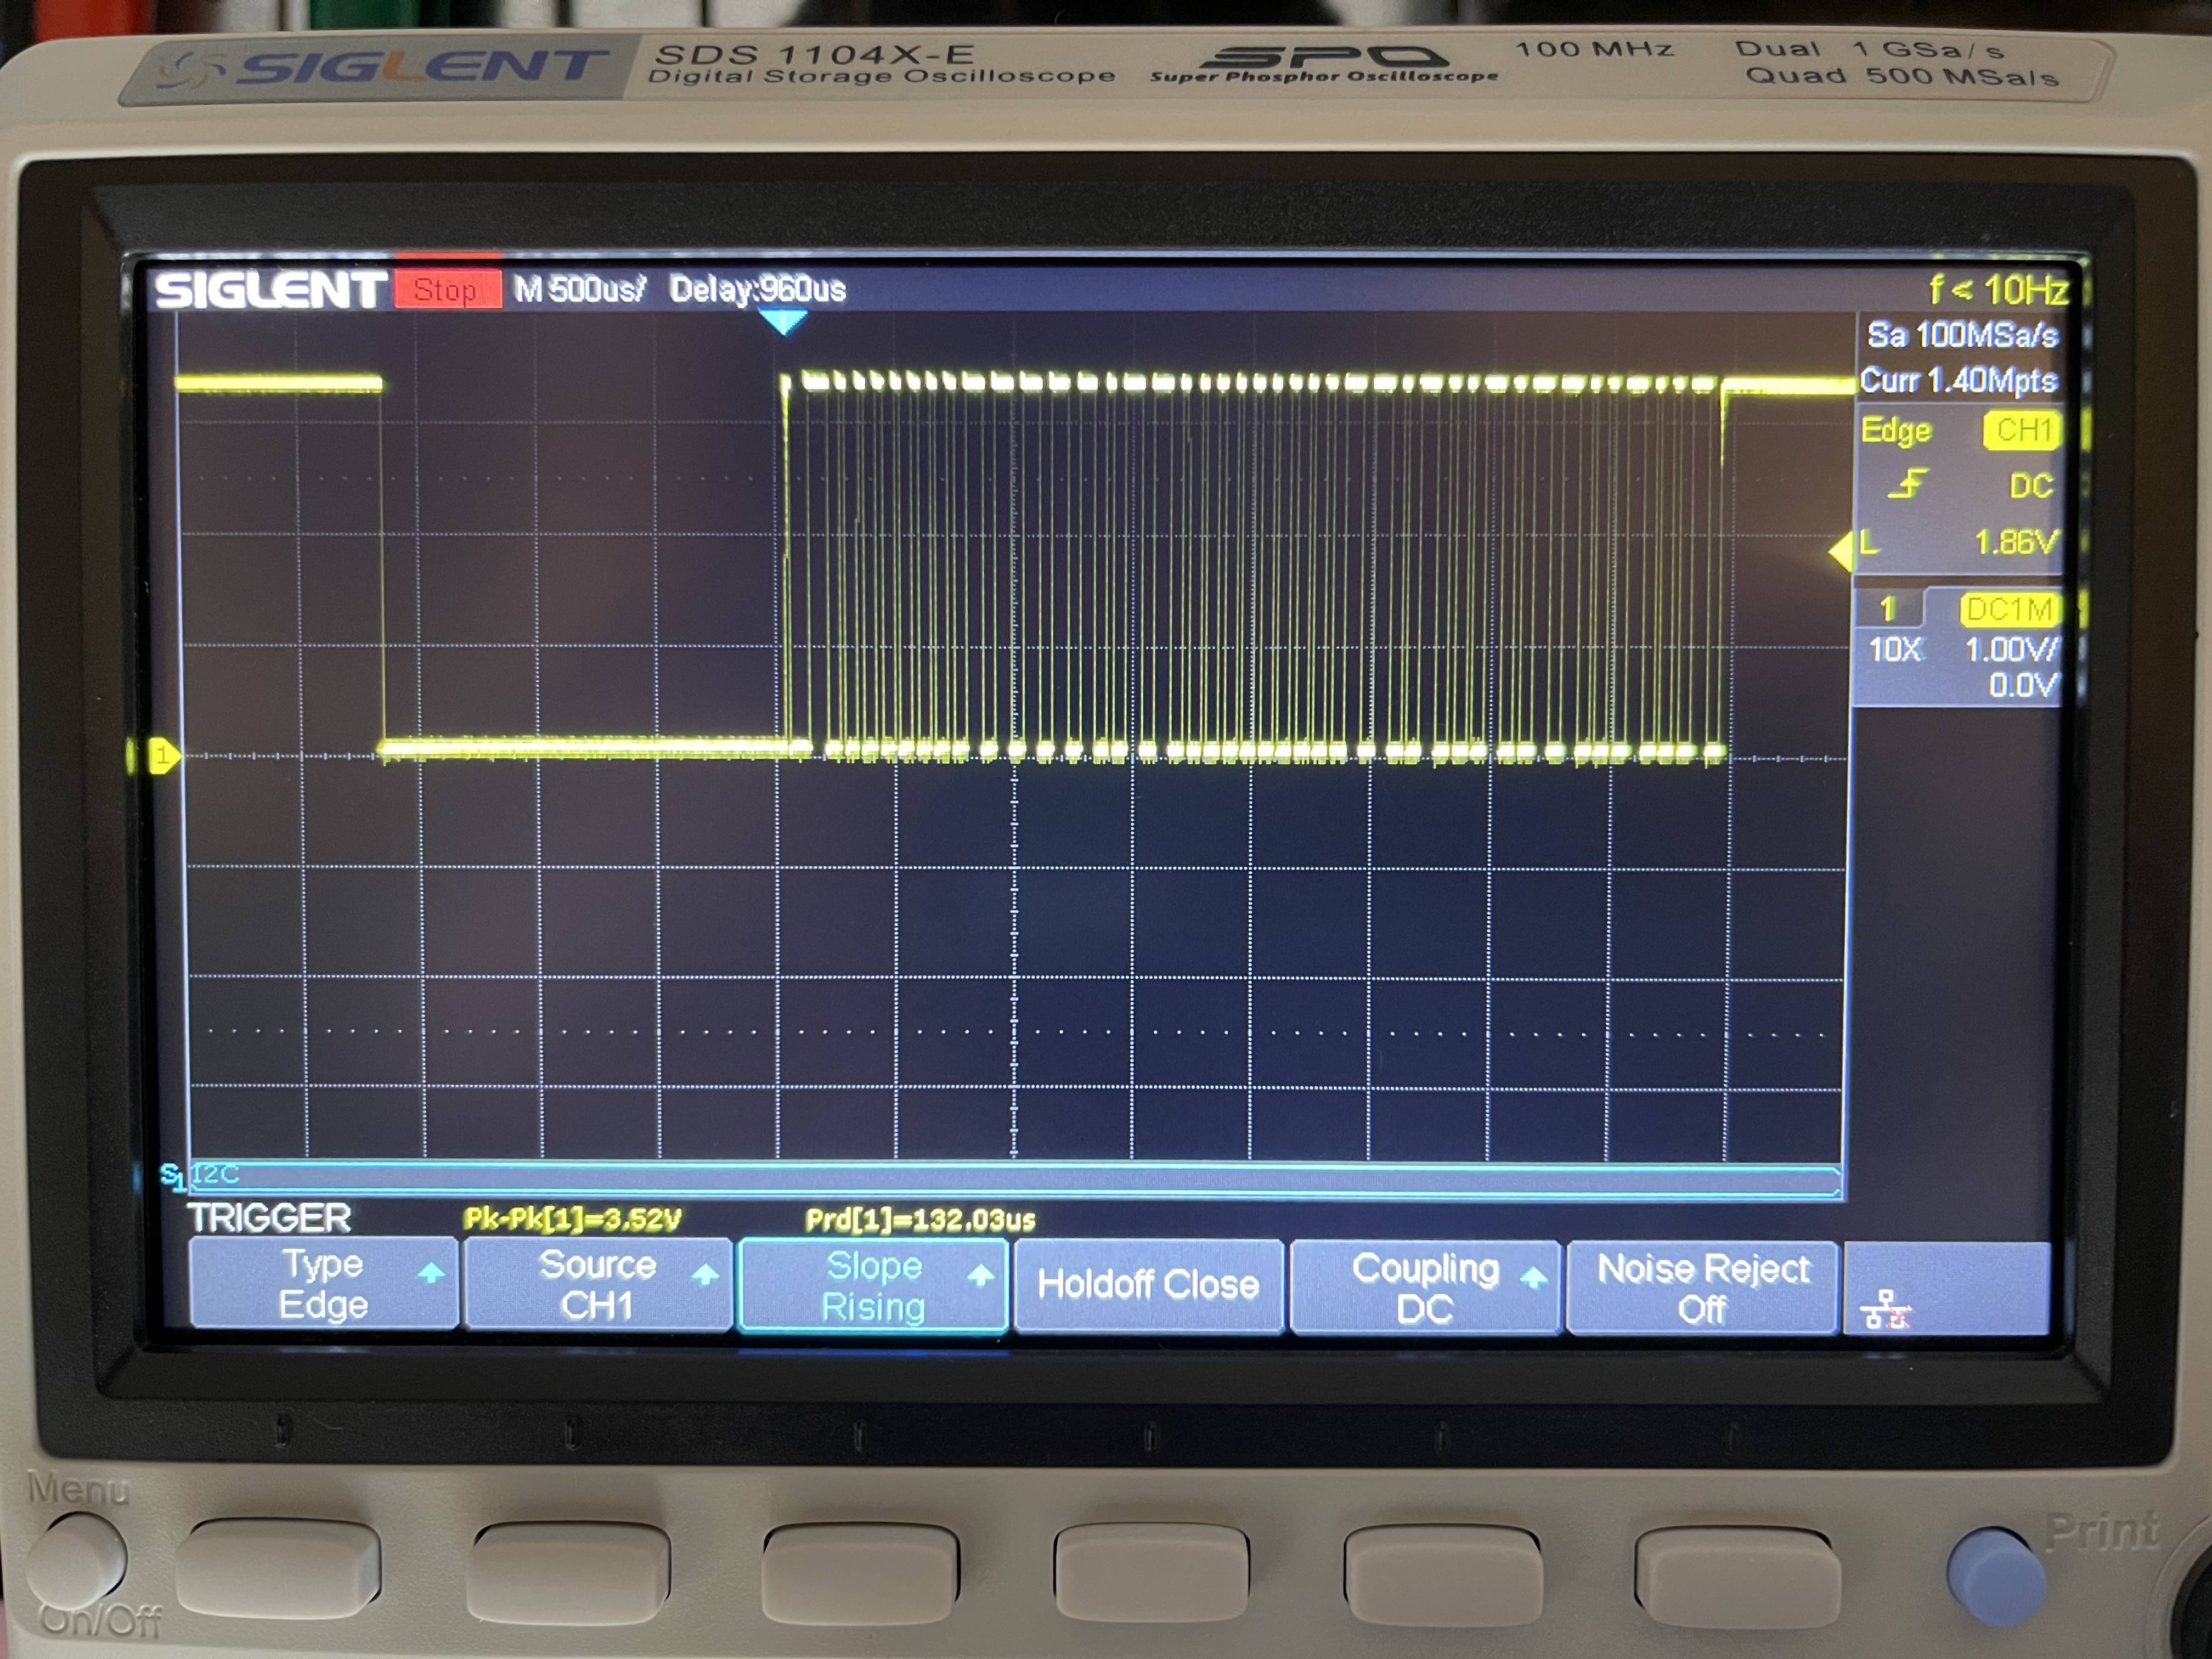 SIGLENT SDS 1104X-E SPO 100 MHz Dual 1 GSa/s
Digital Storage Oscilloscope Super Phosphor Oscilloscope Quad 500 MSa/s
SIGLENT Stop M 500us/ Delay:960us f < 10Hz
Sa 100MSa/s
Curr 1.40Mpts
Edge CH1
DC
L 1.86V
1 DC1M
10X 1.00V/
0.0V
1
S1 I2C
TRIGGER Pk-Pk[1]=3.52V Prd[1]=132.03us
Type
Edge
Source
CH1
Slope
Rising
Holdoff Close
Coupling
DC
Noise Reject
Off
Menu
On/Off
Print